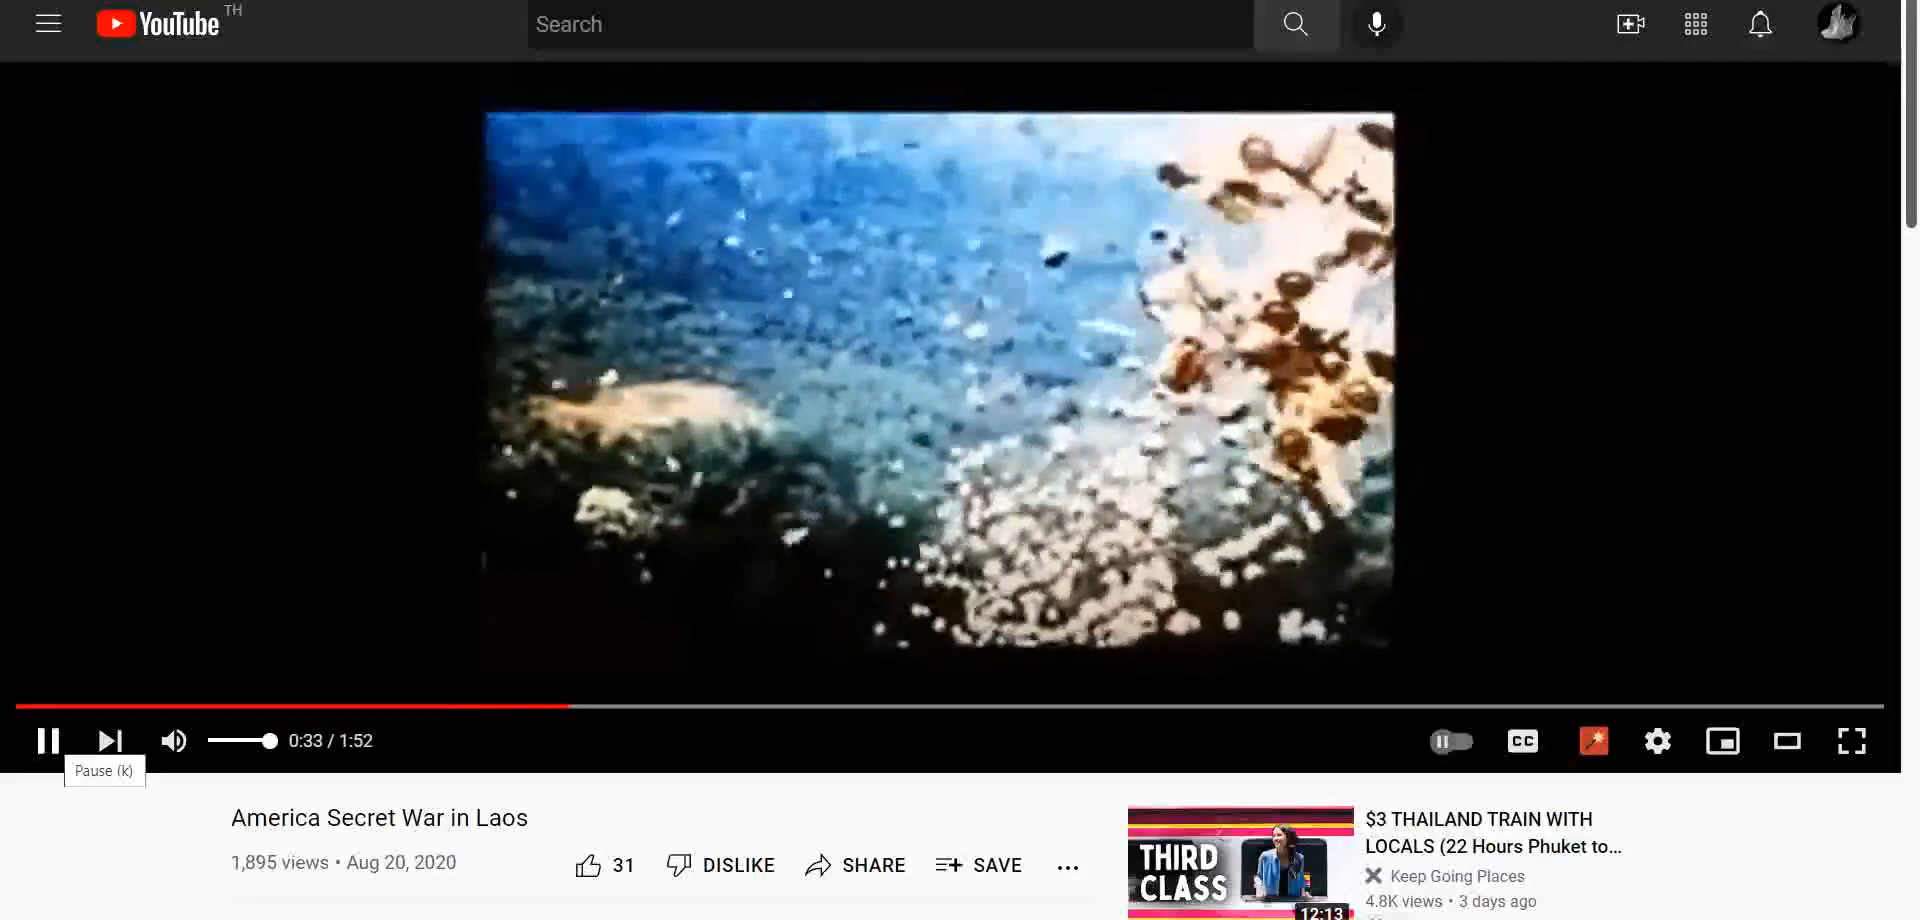 YouTube TH
Search
0:33 / 1:52
CC
Pause (k)
America Secret War in Laos
1,895 views • Aug 20, 2020
31 DISLIKE SHARE SAVE ...
THIRD
CLASS
12:13
$3 THAILAND TRAIN WITH
LOCALS (22 Hours Phuket to...
Keep Going Places
4.8K views • 3 days ago